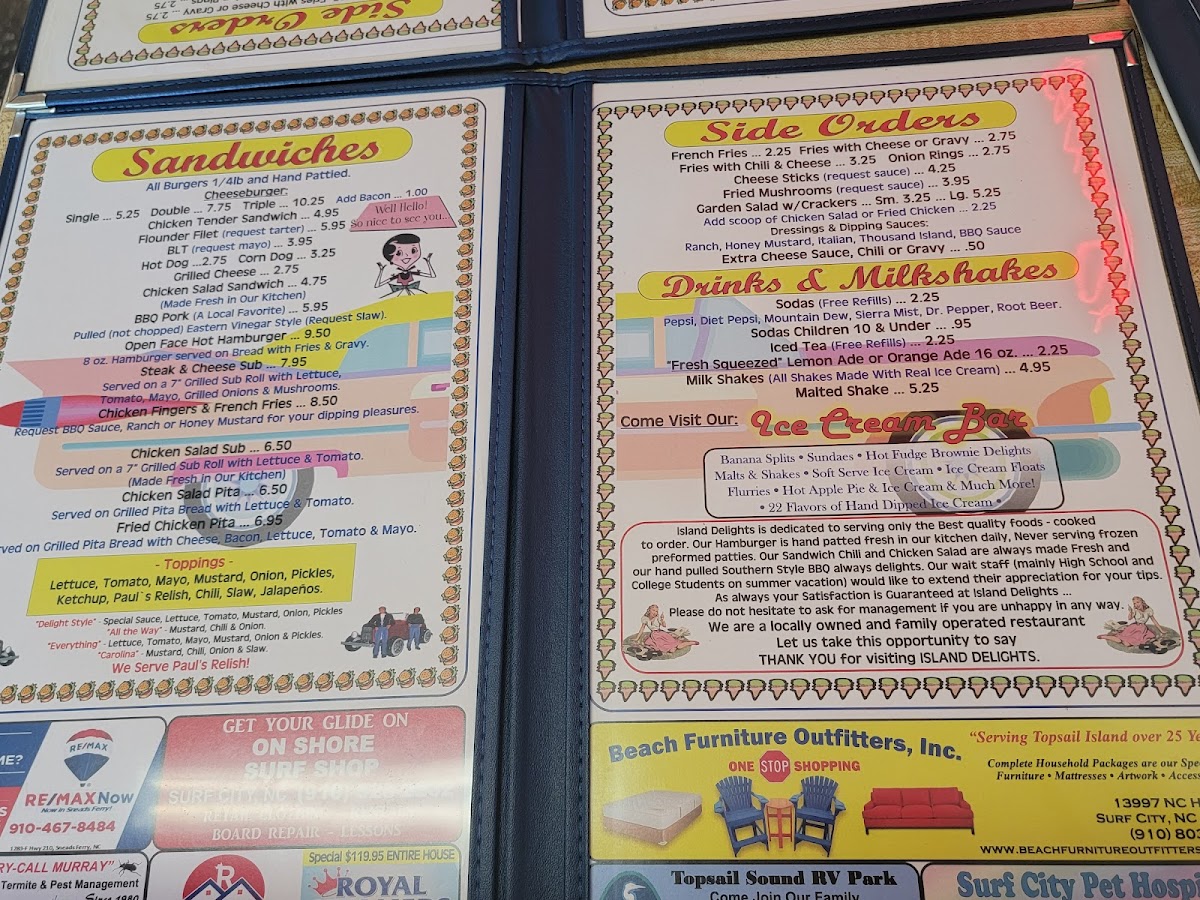 Side Orders
Sandwiches
All Burgers 1/4lb and Hand Pattied.
Cheeseburger:
Single ... 5.25 Double ... 7.75 Triple ... 10.25 Add Bacon ... 1.00
Chicken Tender Sandwich ... 4.95
Flounder Filet (request tarter) ... 5.95
BLT (request mayo) ... 3.95
Hot Dog ...2.75 Corn Dog ... 3.25
Grilled Cheese ... 2.75
Chicken Salad Sandwich ... 4.75
(Made Fresh in Our Kitchen)
BBQ Pork (A Local Favorite) ... 5.95
Pulled (not chopped) Eastern Vinegar Style (Request Slaw).
Open Face Hot Hamburger ... 9.50
8 oz. Hamburger served on Bread with Fries & Gravy.
Steak & Cheese Sub ... 7.95
Served on a 7" Grilled Sub Roll with Lettuce,
Tomato, Mayo, Grilled Onions & Mushrooms.
Chicken Fingers & French Fries ... 8.50
Request BBQ Sauce, Ranch or Honey Mustard for your dipping pleasures.
Chicken Salad Sub ... 6.50
Served on a 7" Grilled Sub Roll with Lettuce & Tomato.
(Made Fresh in Our Kitchen)
Chicken Salad Pita ... 6.50
Served on Grilled Pita Bread with Lettuce & Tomato.
Fried Chicken Pita ... 6.95
on Grilled Pita Bread with Cheese, Bacon, Lettuce, Tomato & Mayo.
Well Hello!
So nice to see you...
- Toppings -
Lettuce, Tomato, Mayo, Mustard, Onion, Pickles,
Ketchup, Paul`s Relish, Chili, Slaw, Jalapeños.
"Delight Style" - Special Sauce, Lettuce, Tomato, Mustard, Onion, Pickles
"All the Way" - Mustard, Chili & Onion.
"Everything" - Lettuce, Tomato, Mayo, Mustard, Onion & Pickles.
"Carolina" - Mustard, Chili, Onion & Slaw.
We Serve Paul's Relish!
Side Orders
French Fries ... 2.25 Fries with Cheese or Gravy ... 2.75
Fries with Chili & Cheese ... 3.25 Onion Rings ... 2.75
Cheese Sticks (request sauce) ... 4.25
Fried Mushrooms (request sauce) ... 3.95
Garden Salad w/Crackers ... Sm. 3.25 ... Lg. 5.25
Add scoop of Chicken Salad or Fried Chicken ... 2.25
Dressings & Dipping Sauces:
Ranch, Honey Mustard, Italian, Thousand Island, BBQ Sauce
Extra Cheese Sauce, Chili or Gravy ... .50
Drinks & Milkshakes
Sodas (Free Refills) ... 2.25
Pepsi, Diet Pepsi, Mountain Dew, Sierra Mist, Dr. Pepper, Root Beer.
Sodas Children 10 & Under ... .95
Iced Tea (Free Refills) ... 2.25
"Fresh Squeezed" Lemon Ade or Orange Ade 16 oz. ... 2.25
Milk Shakes (All Shakes Made With Real Ice Cream) ... 4.95
Malted Shake ... 5.25
Come Visit Our: Ice Cream Bar
Banana Splits • Sundaes • Hot Fudge Brownie Delights
Malts & Shakes • Soft Serve Ice Cream • Ice Cream Floats
Flurries • Hot Apple Pie & Ice Cream & Much More!
• 22 Flavors of Hand Dipped Ice Cream •
Island Delights is dedicated to serving only the Best quality foods - cooked
to order. Our Hamburger is hand patted fresh in our kitchen daily, Never serving frozen
preformed patties. Our Sandwich Chili and Chicken Salad are always made Fresh and
our hand pulled Southern Style BBQ always delights. Our wait staff (mainly High School and
College Students on summer vacation) would like to extend their appreciation for your tips.
As always your Satisfaction is Guaranteed at Island Delights ...
Please do not hesitate to ask for management if you are unhappy in any way.
We are a locally owned and family operated restaurant
Let us take this opportunity to say
THANK YOU for visiting ISLAND DELIGHTS.
RE/MAX
RE/MAX Now
Now in Sneads Ferry!
910-467-8484
GET YOUR GLIDE ON
ON SHORE
SURF SHOP
SURF CITY, NC
BOARD REPAIR - LESSONS
MURRAY"
Termite & Pest Management
Since 1980
Special $119.95 ENTIRE HOUSE
ROYAL
Beach Furniture Outfitters, Inc.
ONE STOP SHOPPING
"Serving Topsail Island over 25
Complete Household Packages are our
Furniture • Mattresses • Artwork •
13997 NC
SURF CITY, NC
(910)
Topsail Sound RV Park
Come Join Our Family
Surf City Pet